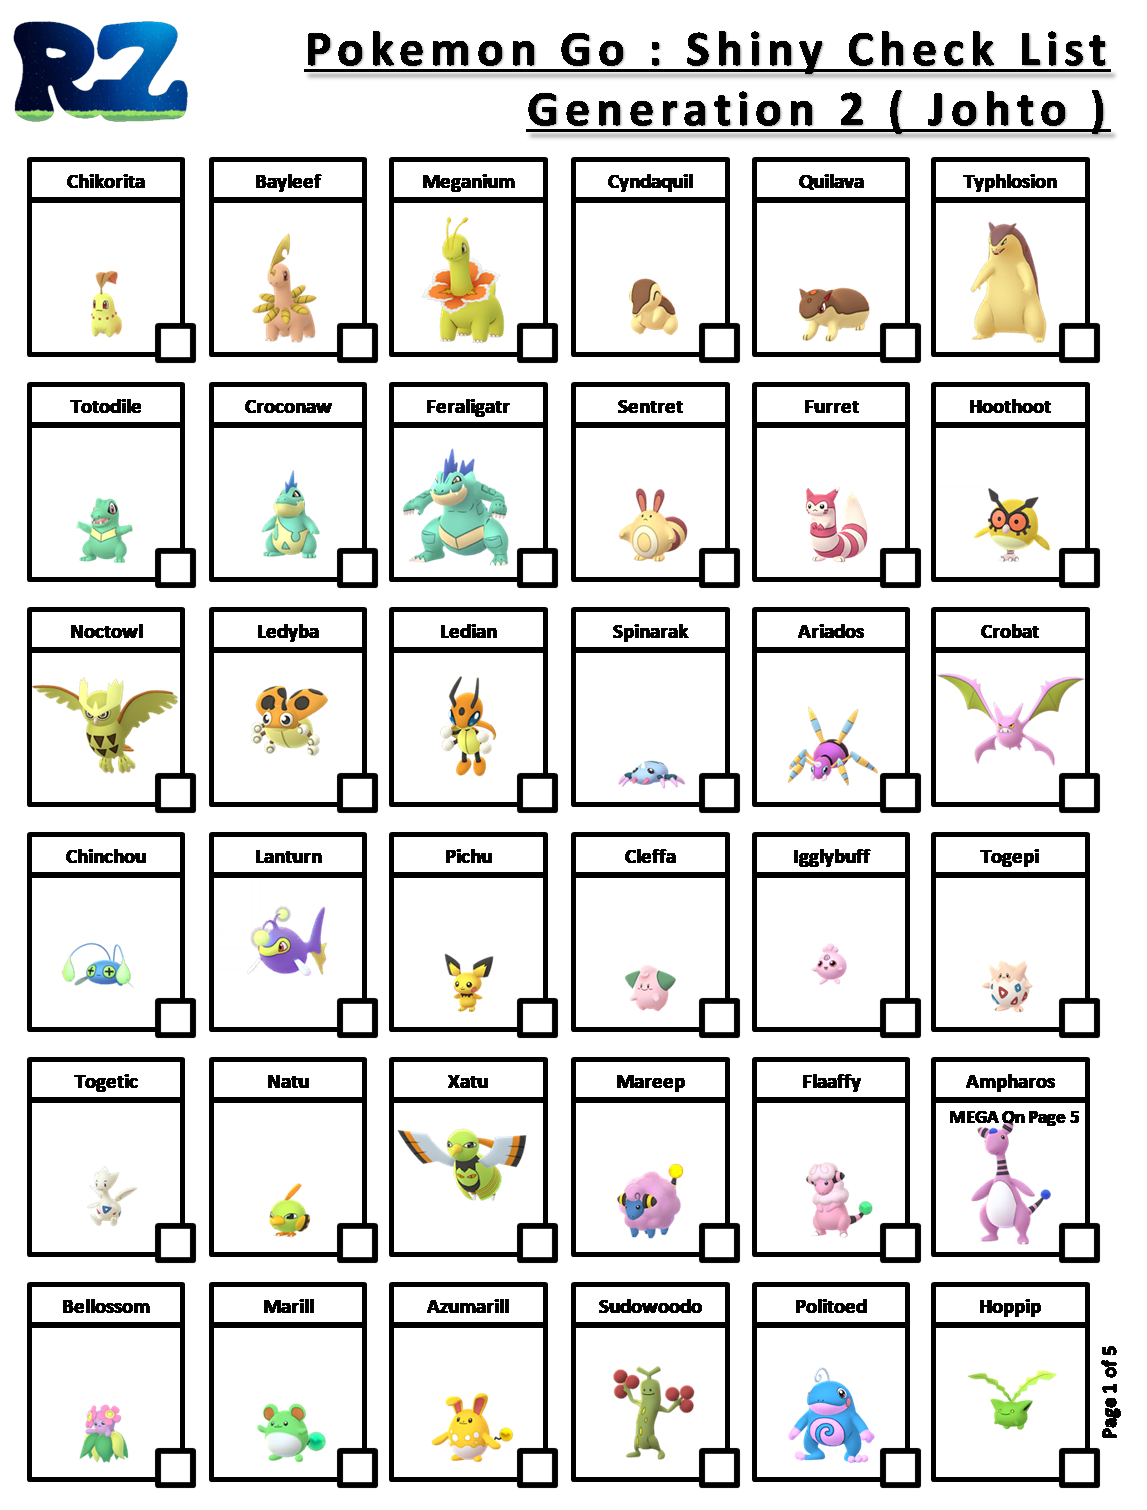 RZ
Pokemon Go : Shiny Check List
Generation 2 ( Johto )
Chikorita
Bayleef
Meganium
Cyndaquil
Quilava
Typhlosion
Totodile
Croconaw
Feraligatr
Sentret
Furret
Hoothoot
Noctowl
Ledyba
Ledian
Spinarak
Ariados
Crobat
Chinchou
Lanturn
Pichu
Cleffa
Igglybuff
Togepi
Togetic
Natu
Xatu
Mareep
Flaaffy
Ampharos
MEGA On Page 5
Bellossom
Marill
Azumarill
Sudowoodo
Politoed
Hoppip
Page 1 of 5